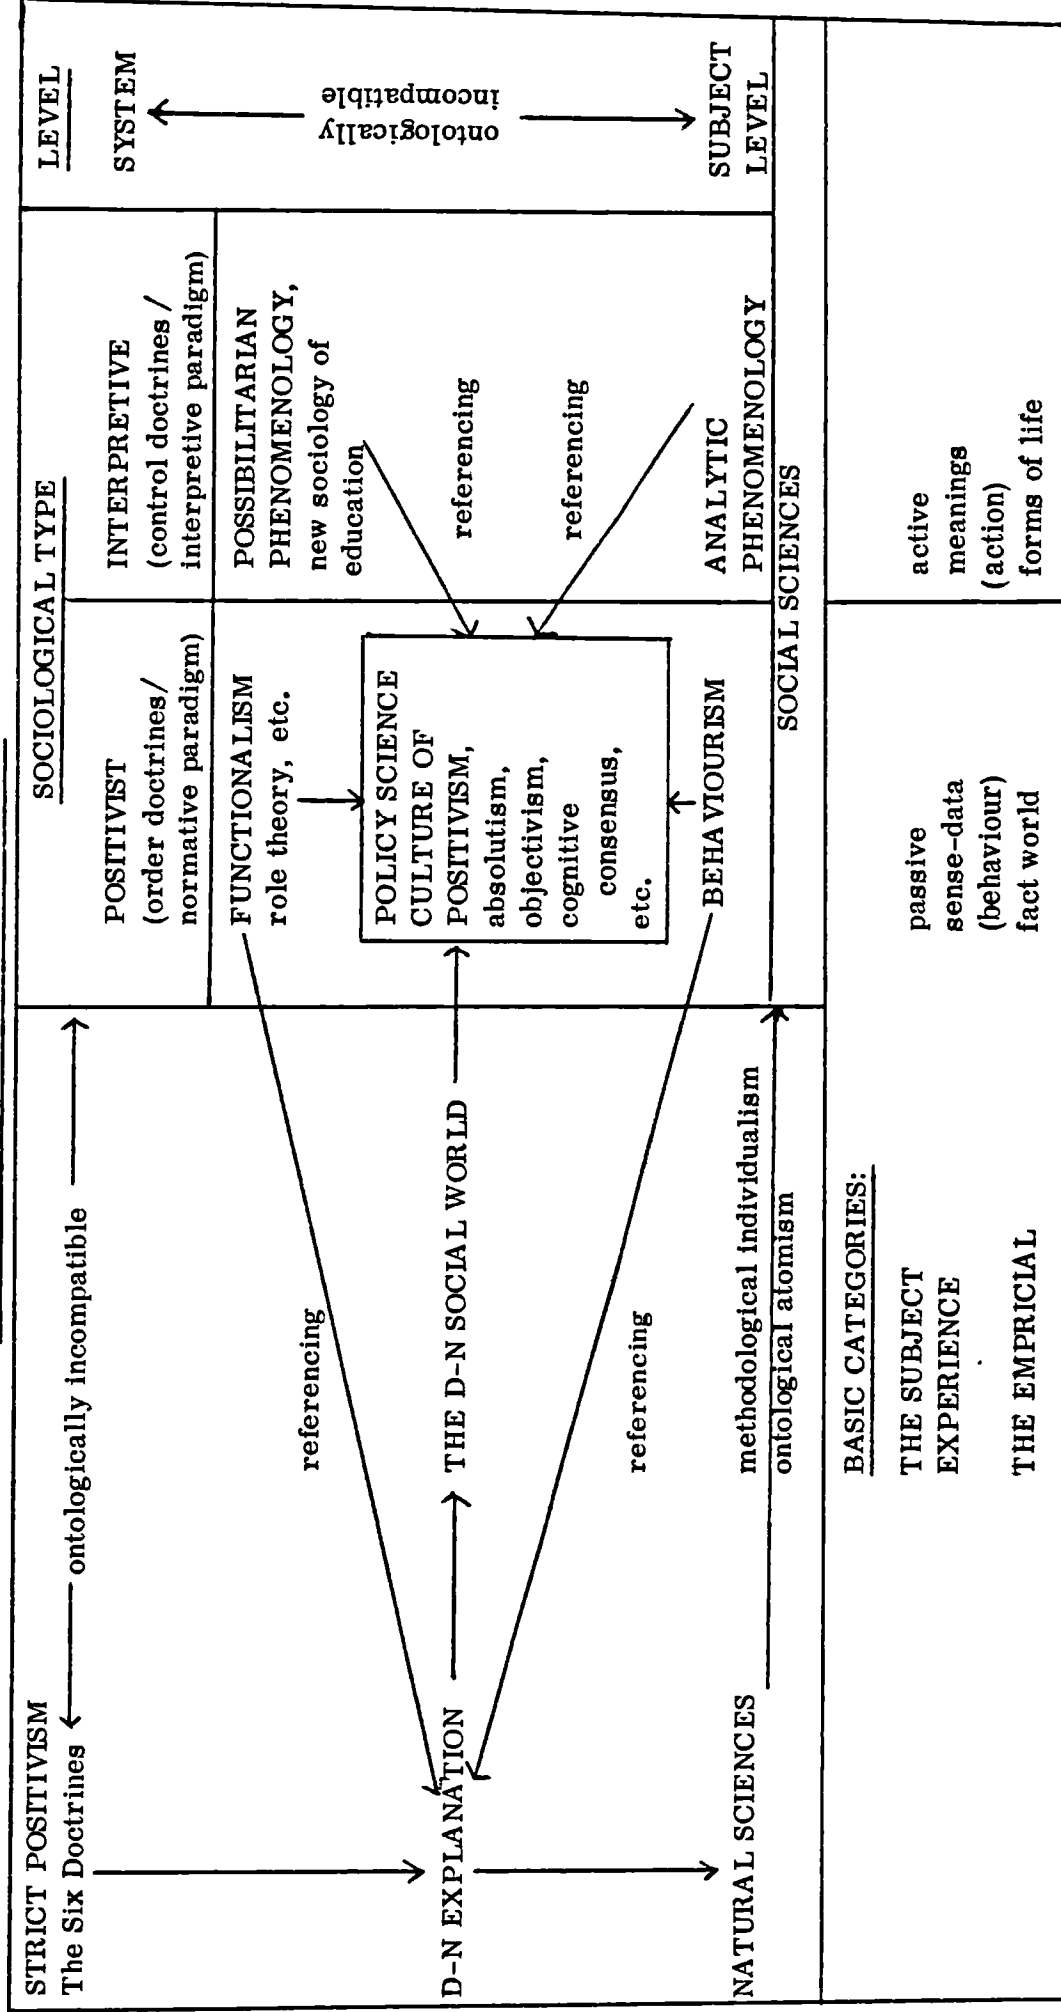 STRICT POSITIVISM
The Six Doctrines
ontologically incompatible
SOCIOLOGICAL TYPE
LEVEL
POSITIVIST
(order doctrines/
normative paradigm)
INTERPRETIVE
(control doctrines/
interpretive paradigm)
SYSTEM
FUNCTIONALISM
role theory, etc.
POSSIBILITARIAN
PHENOMENOLOGY,
new sociology of
education
ontologically
incompatible
referencing
referencing
D-N EXPLANATION
THE D-N SOCIAL WORLD
POLICY SCIENCE
CULTURE OF
POSITIVISM,
absolutism,
objectivism,
cognitive
consensus,
etc.
referencing
referencing
BEHAVIOURISM
ANALYTIC
PHENOMENOLOGY
SUBJECT
LEVEL
NATURAL SCIENCES
methodological individualism
ontological atomism
SOCIAL SCIENCES
BASIC CATEGORIES:
THE SUBJECT
EXPERIENCE
THE EMPRICIAL
passive
sense-data
(behaviour)
fact world
active
meanings
(action)
forms of life